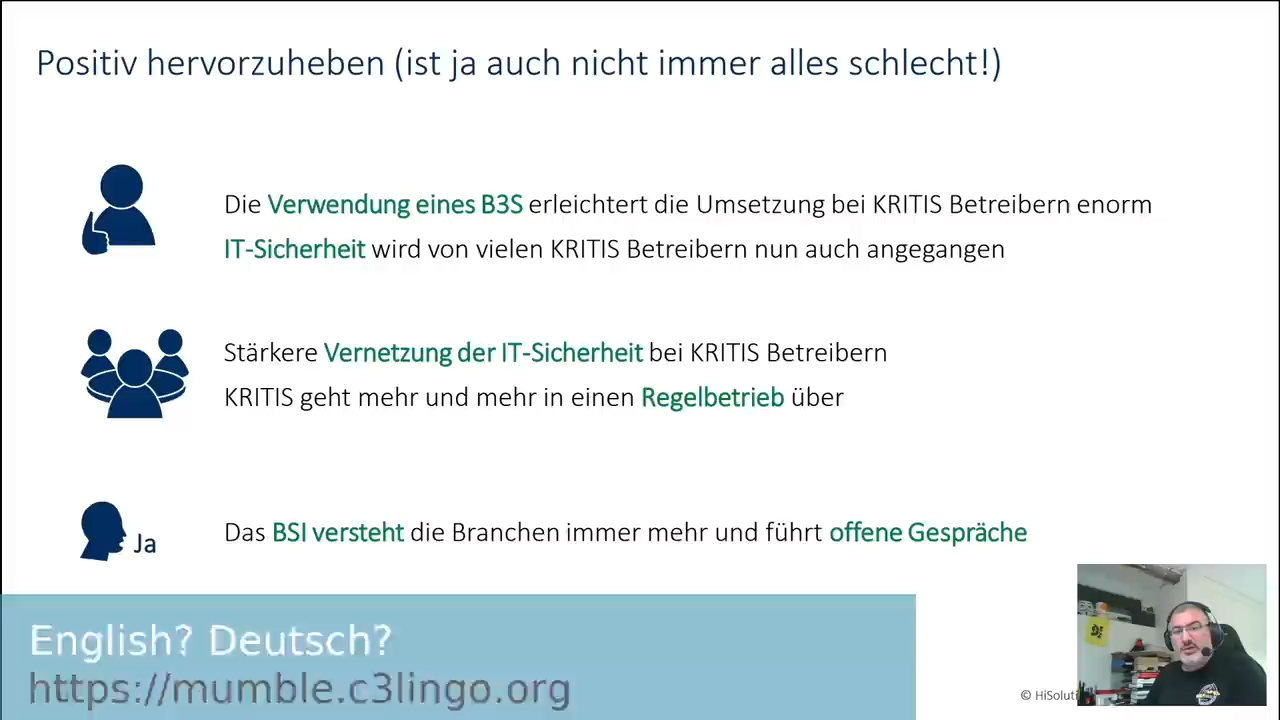 Positiv hervorzuheben (ist ja auch nicht immer alles schlecht!)
Die Verwendung eines B3S erleichtert die Umsetzung bei KRITIS Betreibern enorm
IT-Sicherheit wird von vielen KRITIS Betreibern nun auch angegangen
Stärkere Vernetzung der IT-Sicherheit bei KRITIS Betreibern
KRITIS geht mehr und mehr in einen Regelbetrieb über
Ja
Das BSI versteht die Branchen immer mehr und führt offene Gespräche
English? Deutsch?
https://mumble.c3lingo.org
©